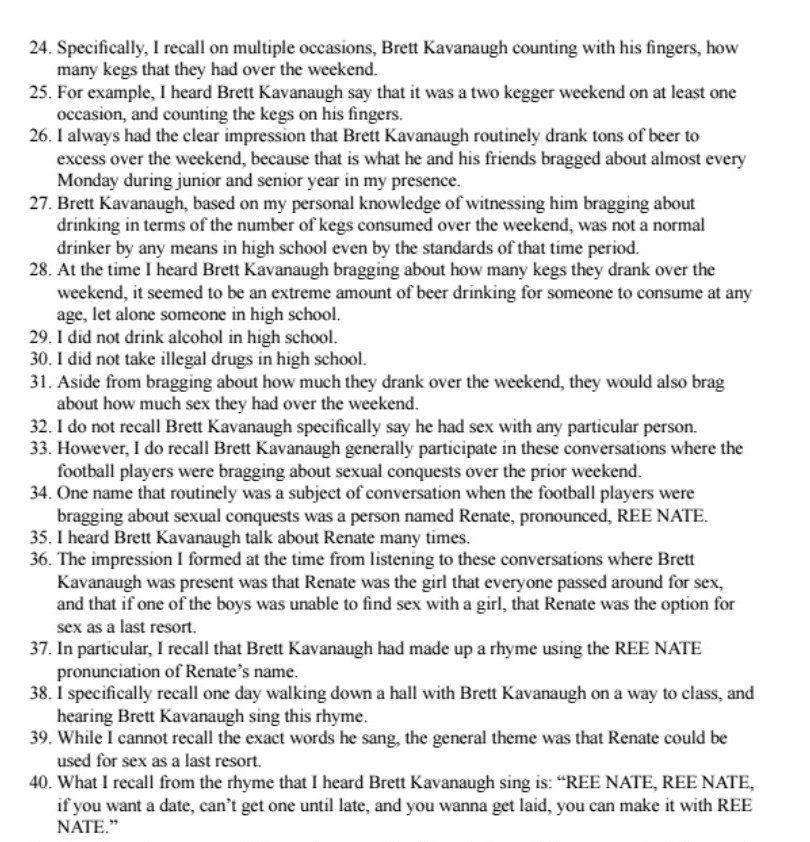 24. Specifically, I recall on multiple occasions, Brett Kavanaugh counting with his fingers, how
many kegs that they had over the weekend.
25. For example, I heard Brett Kavanaugh say that it was a two kegger weekend on at least one
occasion, and counting the kegs on his fingers.
26. I always had the clear impression that Brett Kavanaugh routinely drank tons of beer to
excess over the weekend, because that is what he and his friends bragged about almost every
Monday during junior and senior year in my presence.
27. Brett Kavanaugh, based on my personal knowledge of witnessing him bragging about
drinking in terms of the number of kegs consumed over the weekend, was not a normal
drinker by any means in high school even by the standards of that time period.
28. At the time I heard Brett Kavanaugh bragging about how many kegs they drank over the
weekend, it seemed to be an extreme amount of beer drinking for someone to consume at any
age, let alone someone in high school.
29. I did not drink alcohol in high school.
30. I did not take illegal drugs in high school.
31. Aside from bragging about how much they drank over the weekend, they would also brag
about how much sex they had over the weekend.
32. I do not recall Brett Kavanaugh specifically say he had sex with any particular person.
33. However, I do recall Brett Kavanaugh generally participate in these conversations where the
football players were bragging about sexual conquests over the prior weekend.
34. One name that routinely was a subject of conversation when the football players were
bragging about sexual conquests was a person named Renate, pronounced, REE NATE.
35. I heard Brett Kavanaugh talk about Renate many times.
36. The impression I formed at the time from listening to these conversations where Brett
Kavanaugh was present was that Renate was the girl that everyone passed around for sex,
and that if one of the boys was unable to find sex with a girl, that Renate was the option for
sex as a last resort.
37. In particular, I recall that Brett Kavanaugh had made up a rhyme using the REE NATE
pronunciation of Renate’s name.
38. I specifically recall one day walking down a hall with Brett Kavanaugh on a way to class, and
hearing Brett Kavanaugh sing this rhyme.
39. While I cannot recall the exact words he sang, the general theme was that Renate could be
used for sex as a last resort.
40. What I recall from the rhyme that I heard Brett Kavanaugh sing is: “REE NATE, REE NATE,
if you want a date, can’t get one until late, and you wanna get laid, you can make it with REE
NATE.”